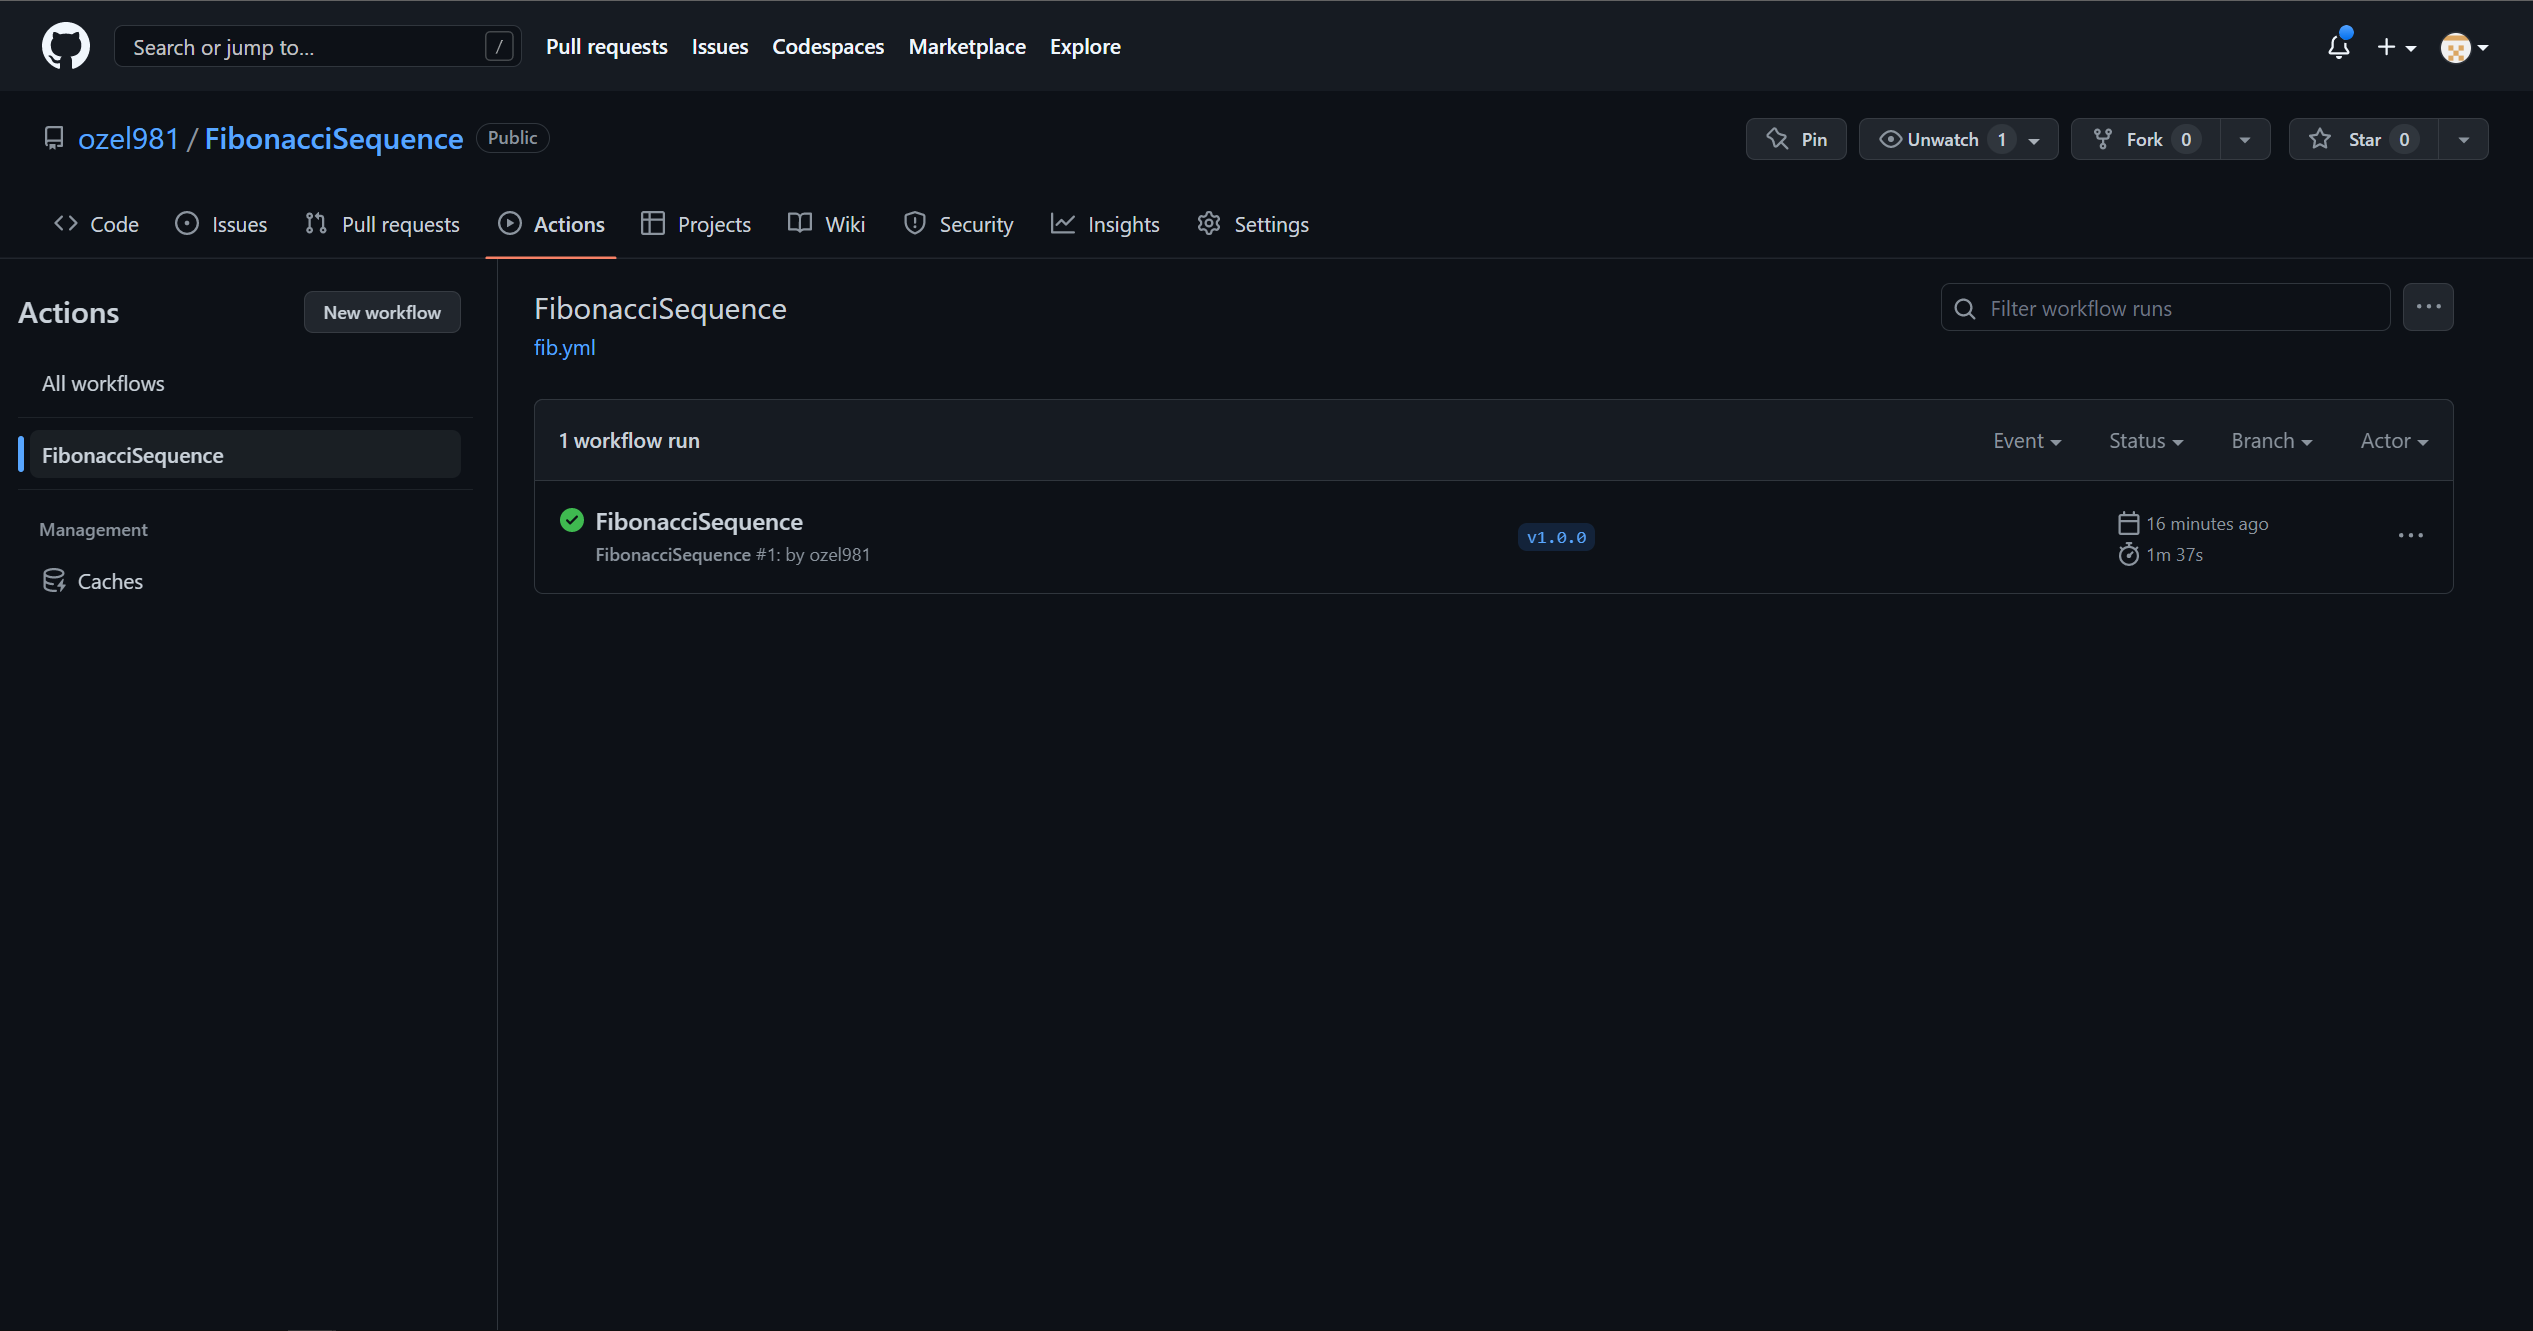 Search or jump to... /
Pull requests Issues Codespaces Marketplace Explore
ozel981 / FibonacciSequence Public
Pin Unwatch 1 Fork 0 Star 0
Code Issues Pull requests Actions Projects Wiki Security Insights Settings
Actions
New workflow
All workflows
FibonacciSequence
Management
Caches
FibonacciSequence
fib.yml
Filter workflow runs
1 workflow run
Event Status Branch Actor
FibonacciSequence
FibonacciSequence #1: by ozel981
v1.0.0
16 minutes ago
1m 37s